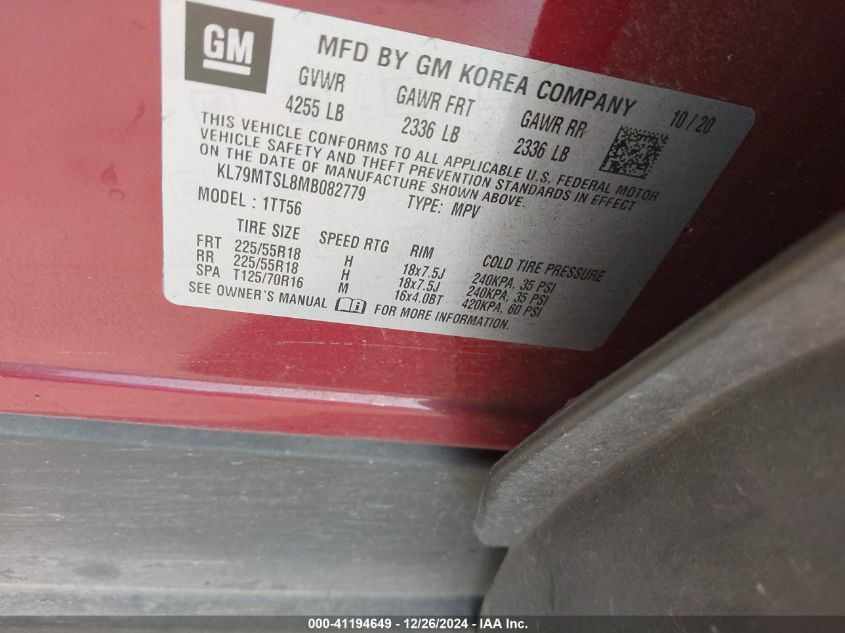 GM
MFD BY GM KOREA COMPANY 10/20
GVWR GAWR FRT GAWR RR
4255 LB 2336 LB 2336 LB
THIS VEHICLE CONFORMS TO ALL APPLICABLE U.S. FEDERAL MOTOR
VEHICLE SAFETY AND THEFT PREVENTION STANDARDS IN EFFECT
ON THE DATE OF MANUFACTURE SHOWN ABOVE.
KL79MTSL8MB082779 TYPE: MPV
MODEL : 1TT56
TIRE SIZE SPEED RTG RIM COLD TIRE PRESSURE
FRT 225/55R18 H 18x7.5J 240KPA, 35 PSI
RR 225/55R18 H 18x7.5J 240KPA, 35 PSI
SPA T125/70R16 M 16x4.0BT 420KPA, 60 PSI
SEE OWNER'S MANUAL FOR MORE INFORMATION.
000-41194649 - 12/26/2024 - IAA Inc.